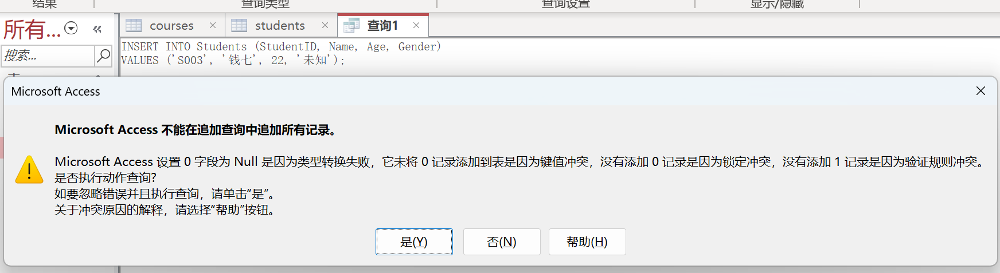 结果
查询类型
查询设置
显示/隐藏
所有...
«
courses
students
查询1
搜索...
INSERT INTO Students (StudentID, Name, Age, Gender)
VALUES ('S003', '钱七', 22, '未知');
Microsoft Access
Microsoft Access 不能在追加查询中追加所有记录。
Microsoft Access 设置 0 字段为 Null 是因为类型转换失败，它未将 0 记录添加到表是因为键值冲突，没有添加 0 记录是因为锁定冲突，没有添加 1 记录是因为验证规则冲突。
是否执行动作查询?
如要忽略错误并且执行查询，请单击“是”。
关于冲突原因的解释，请选择“帮助”按钮。
是(Y)
否(N)
帮助(H)